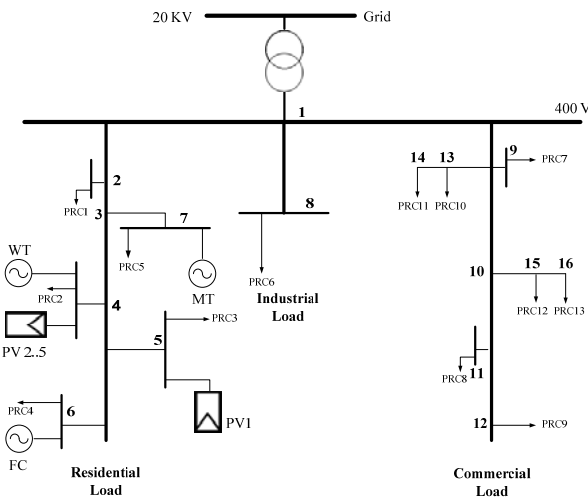 20 KV
Grid
1
400 V
2
PRC1
3
7
PRC5
MT
WT
PRC2
4
PV 2..5
5
PRC3
PV1
PRC4
6
FC
Residential
Load
8
PRC6
Industrial
Load
14
13
9
PRC7
PRC11
PRC10
10
15
16
PRC12
PRC13
PRC8
11
12
PRC9
Commercial
Load